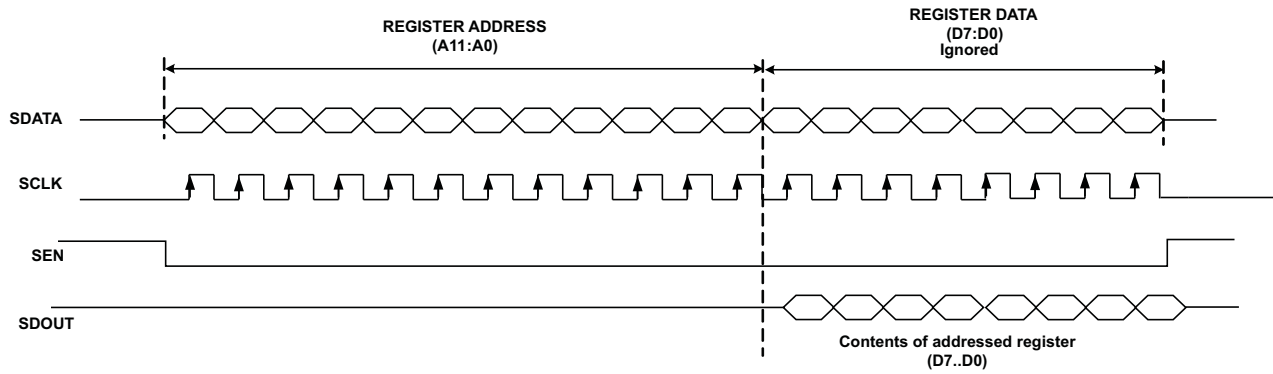 REGISTER ADDRESS
(A11:A0)
REGISTER DATA
(D7:D0)
Ignored
SDATA
SCLK
SEN
SDOUT
Contents of addressed register
(D7..D0)